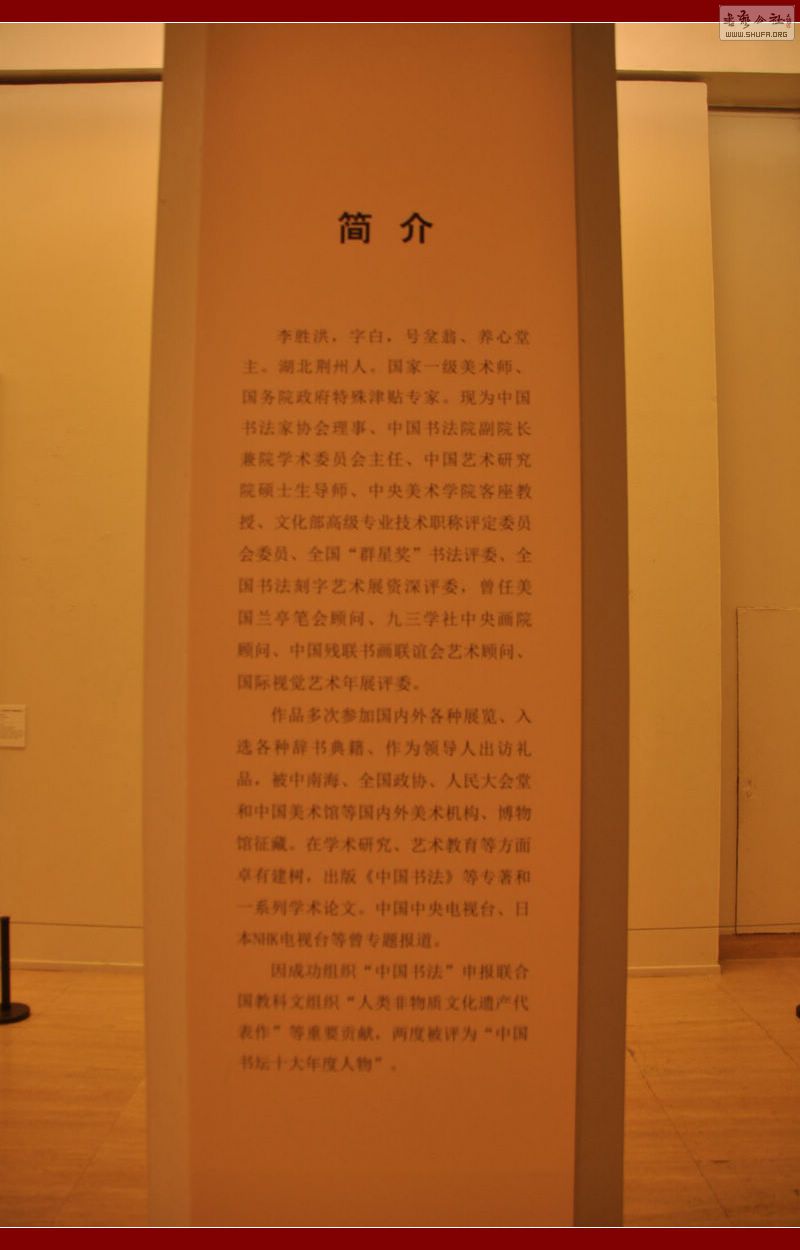 WWW.SHUFA.ORG
简 介
李胜洪，字白，号坌翁、养心堂
主。湖北荆州人。国家一级美术师、
国务院政府特殊津贴专家。现为中国
书法家协会理事、中国书法院副院长
兼院学术委员会主任、中国艺术研究
院硕士生导师、中央美术学院客座教
授、文化部高级专业技术职称评定委员
会委员、全国“群星奖”书法评委、全
国书法刻字艺术展资深评委，曾任美
国兰亭笔会顾问、九三学社中央画院
顾问、中国残联书画联谊会艺术顾问、
国际视觉艺术年展评委。
作品多次参加国内外各种展览、入
选各种辞书典籍、作为领导人出访礼
品，被中南海、全国政协、人民大会堂
和中国美术馆等国内外美术机构、博物
馆征藏。在学术研究、艺术教育等方面
卓有建树，出版《中国书法》等专著和
一系列学术论文。中国中央电视台、日
本NHK电视台等曾专题报道。
因成功组织“中国书法”申报联合
国教科文组织“人类非物质文化遗产代
表作”等重要贡献，两度被评为“中国
书坛十大年度人物”。